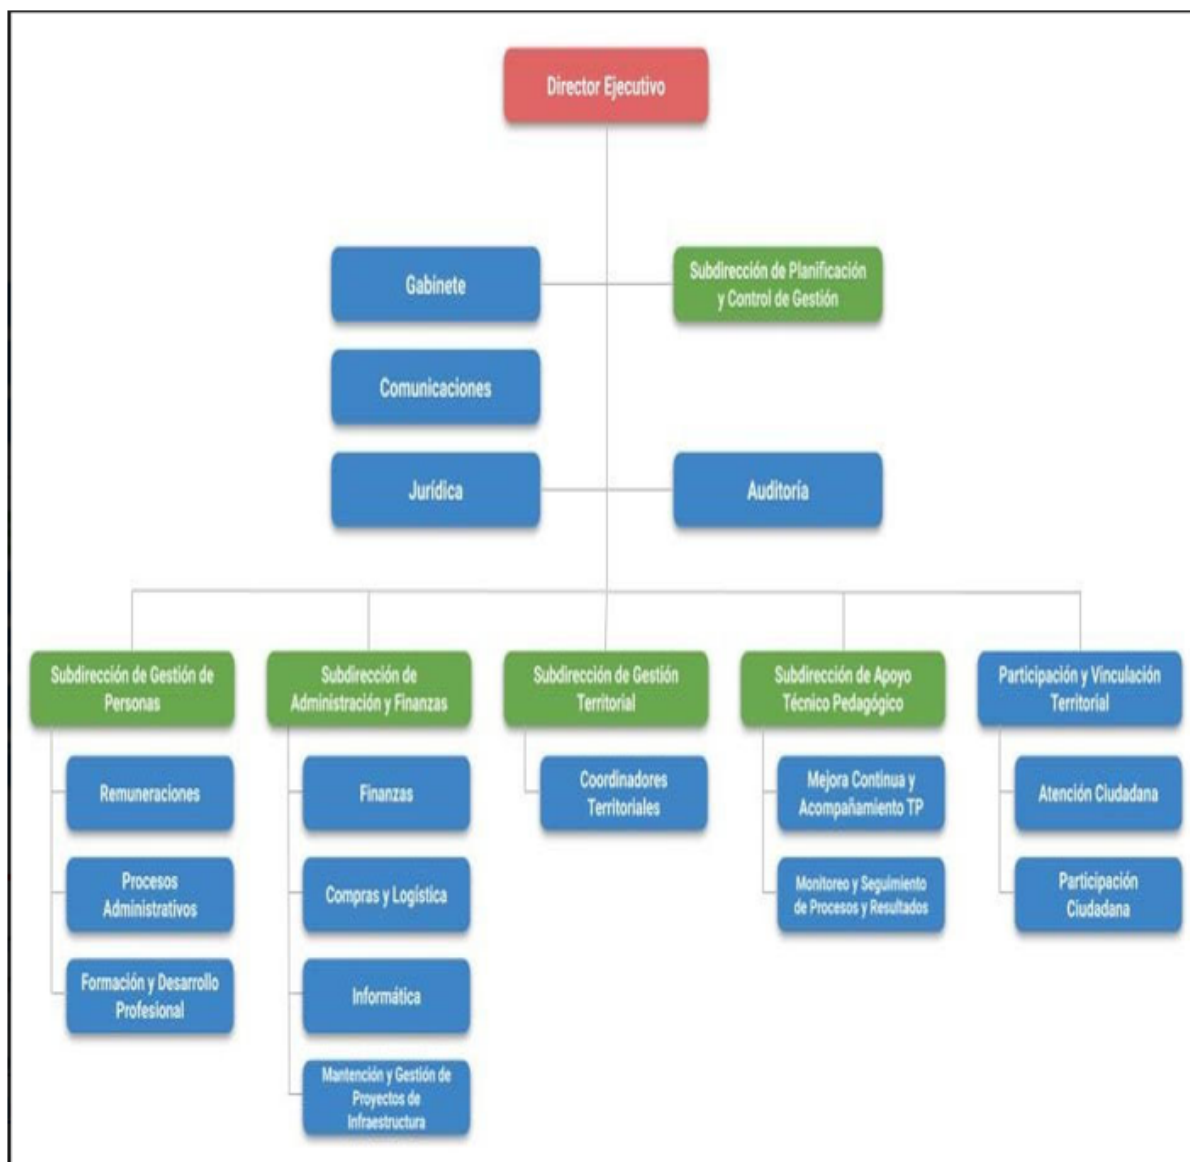 Director Ejecutivo
Gabinete
Subdirección de Planificación
y Control de Gestión
Comunicaciones
Jurídica
Auditoría
Subdirección de Gestión de
Personas
Subdirección de
Administración y Finanzas
Subdirección de Gestión
Territorial
Subdirección de Apoyo
Técnico Pedagógico
Participación y Vinculación
Territorial
Remuneraciones
Finanzas
Coordinadores
Territoriales
Mejora Continua y
Acompañamiento TP
Atención Ciudadana
Procesos
Administrativos
Compras y Logística
Monitoreo y Seguimiento
de Procesos y Resultados
Participación
Ciudadana
Formación y Desarrollo
Profesional
Informática
Mantención y Gestión de
Proyectos de
Infraestructura